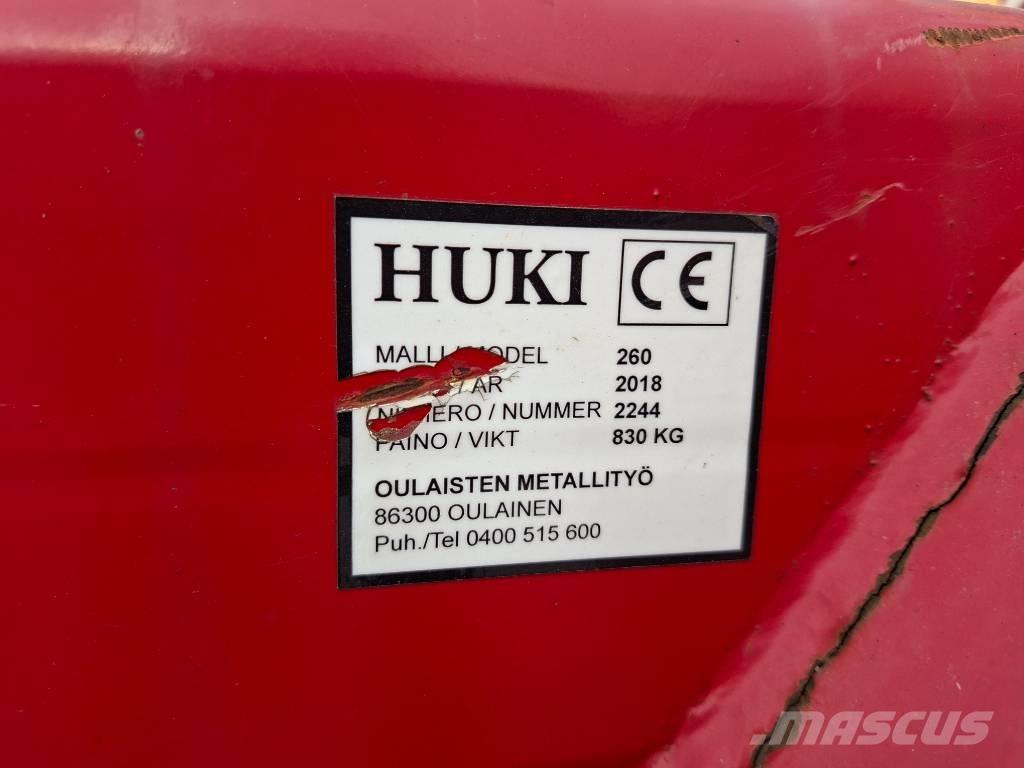 HUKI CE
MALLI / MODEL 260
/ ÅR 2018
NUMERO / NUMMER 2244
PAINO / VIKT 830 KG
OULAISTEN METALLITYÖ
86300 OULAINEN
Puh./Tel 0400 515 600
MASCUS